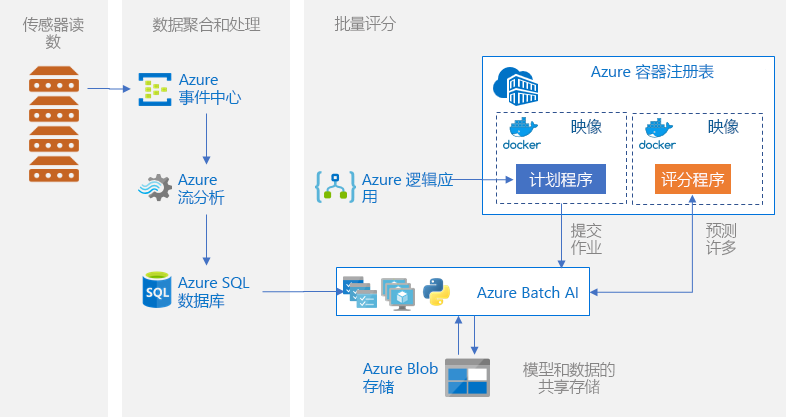 传感器读
数
数据聚合和处理
批量评分
Azure
事件中心
Azure
流分析
Azure SQL
数据库
SQL
Azure 容器注册表
docker
映像
计划程序
docker
映像
评分程序
Azure 逻辑应
用
提交
作业
预测
许多
Azure Batch AI
Azure Blob
存储
模型和数据的
共享存储